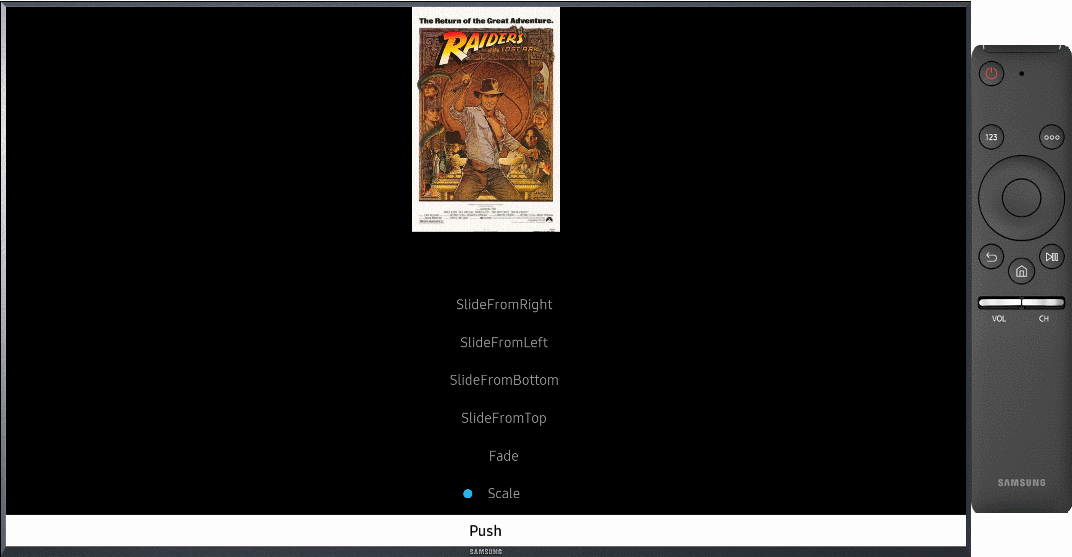 The Return of the Great Adventure.
RAIDERS
of the LOST ARK
123
SlideFromRight
SlideFromLeft
VOL CH
SlideFromBottom
SlideFromTop
Fade
Scale
SAMSUNG
Push
SAMSUNG